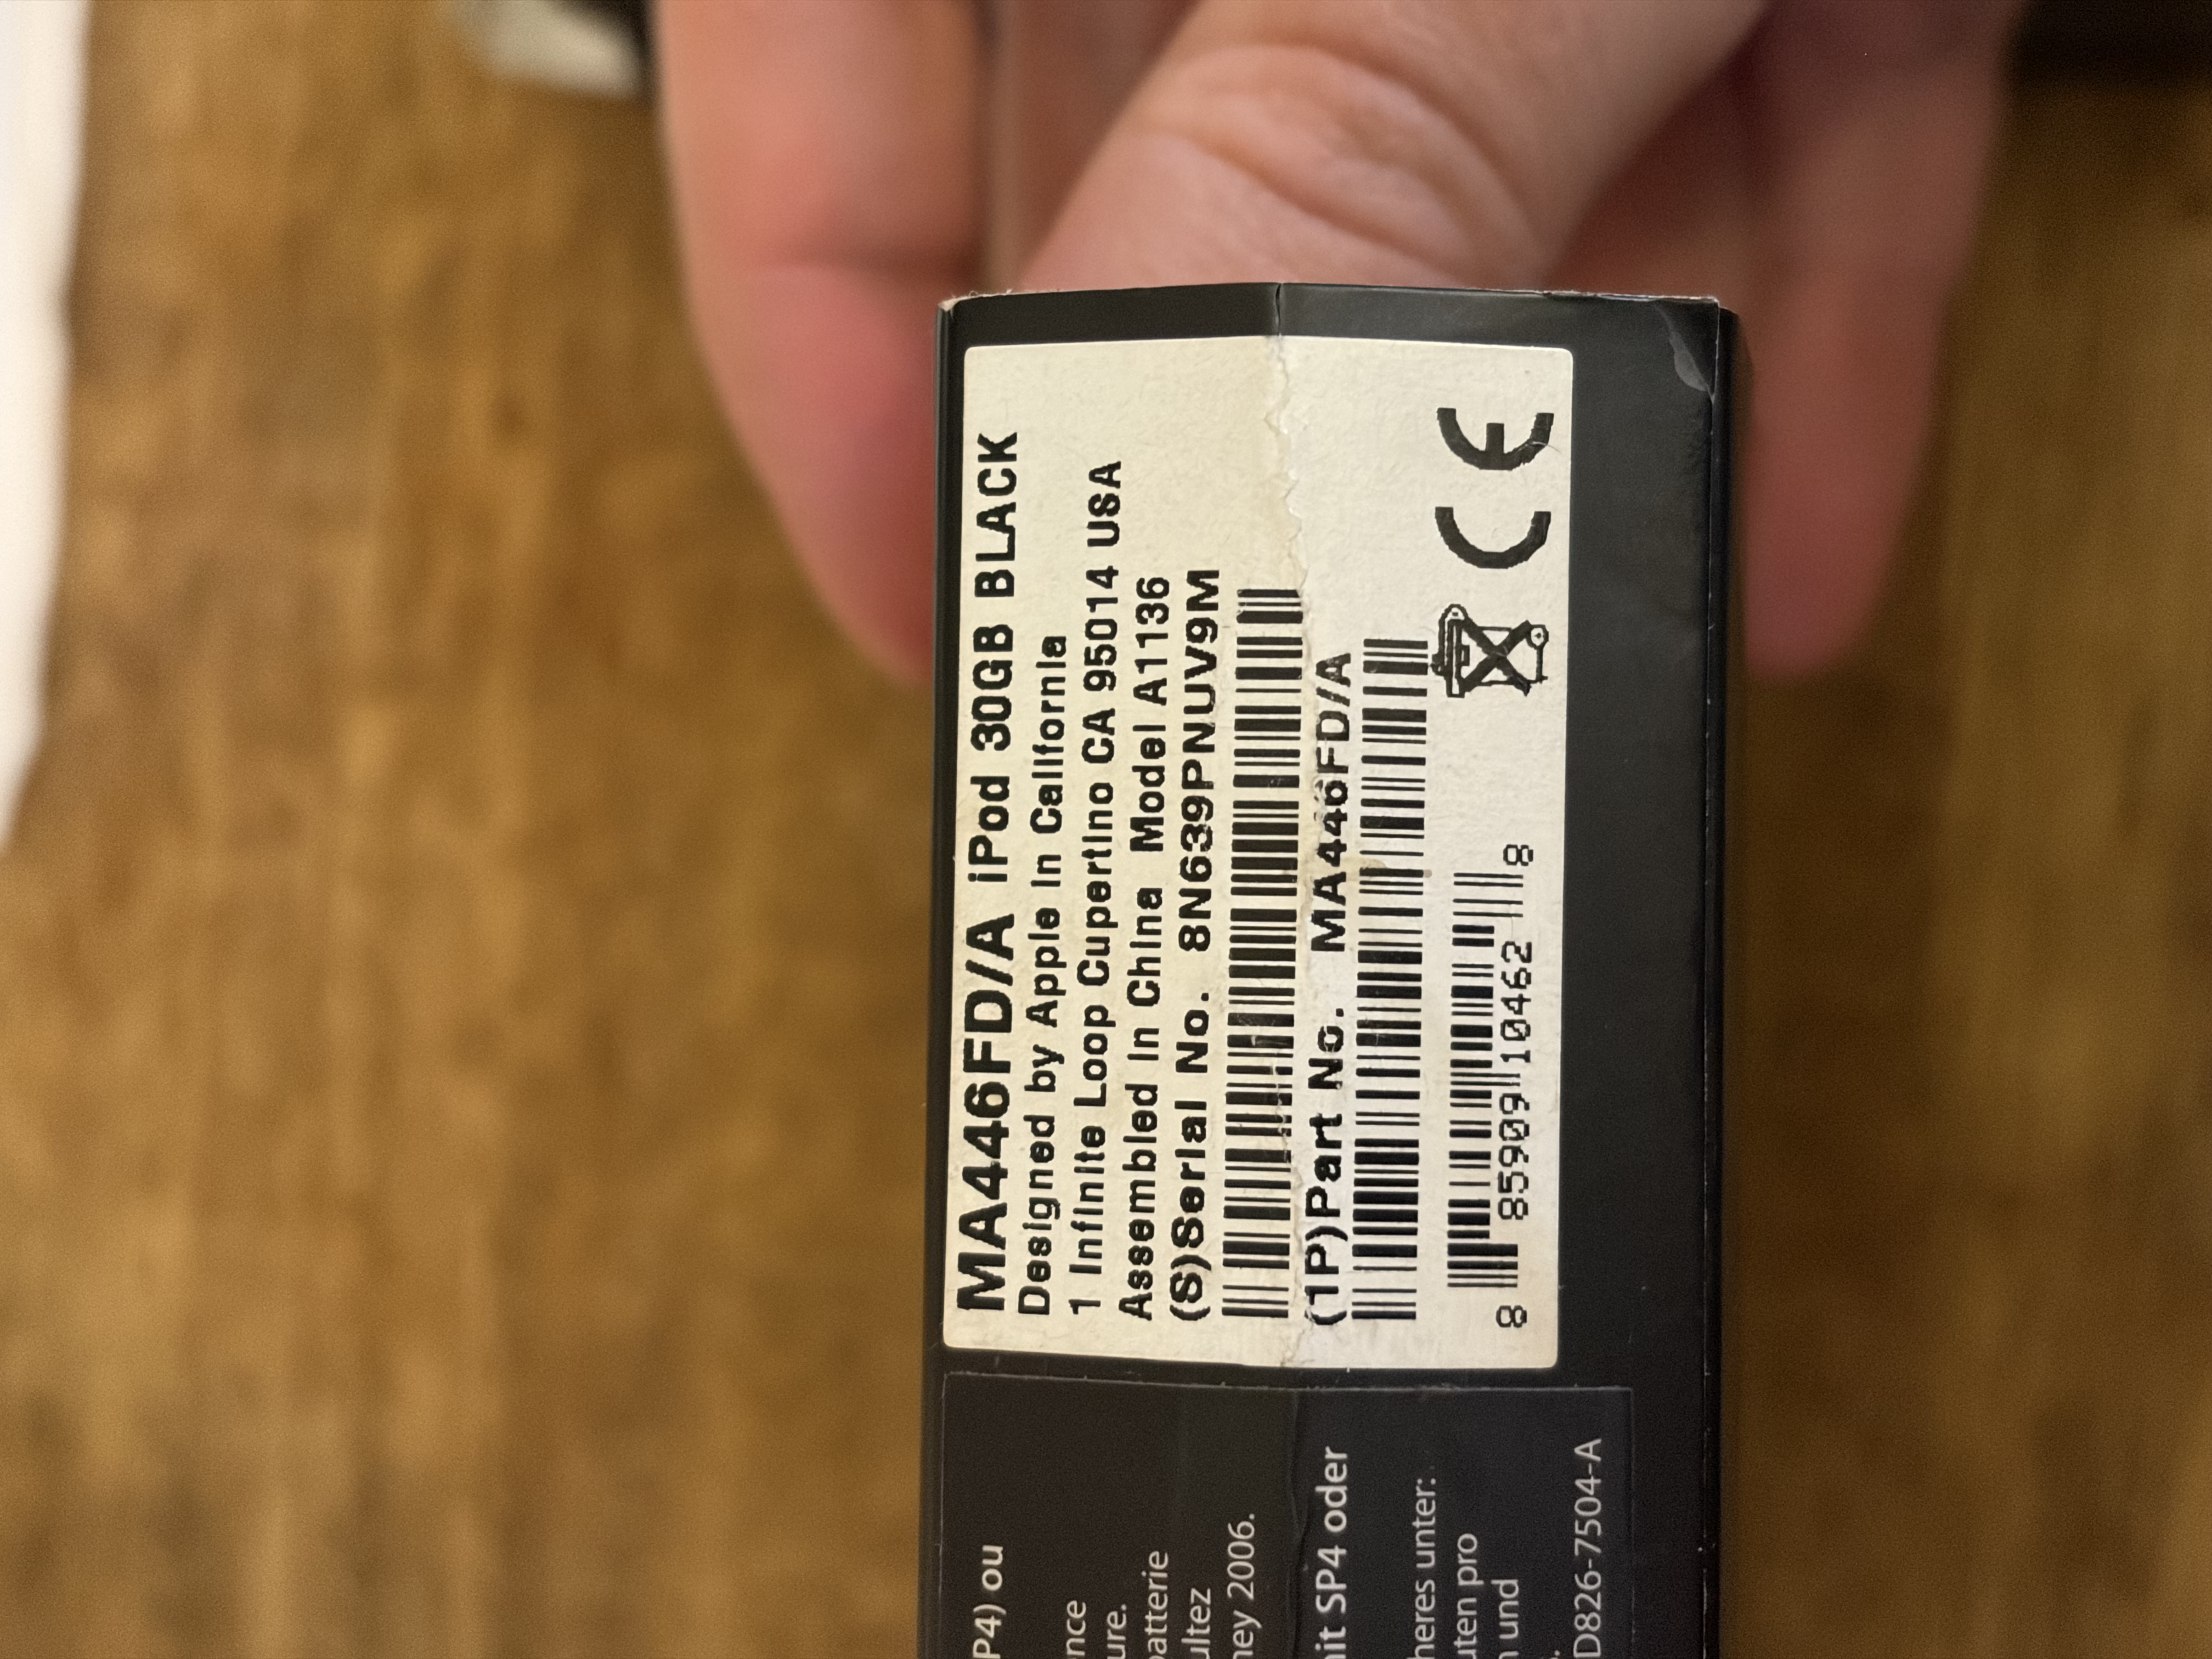 MA446FD/A iPod 30GB BLACK
Designed by Apple in California
1 Infinite Loop Cupertino CA 95014 USA
Assembled in China Model A1136
(S)Serial No. 8N639PNUV9M
(1P)Part No. MA446FD/A
8 85909 10462 8
CE
P4) ou
nce
ure.
batterie
ultez
ney 2006.
nit SP4 oder
heres unter:
uten pro
n und
D826-7504-A